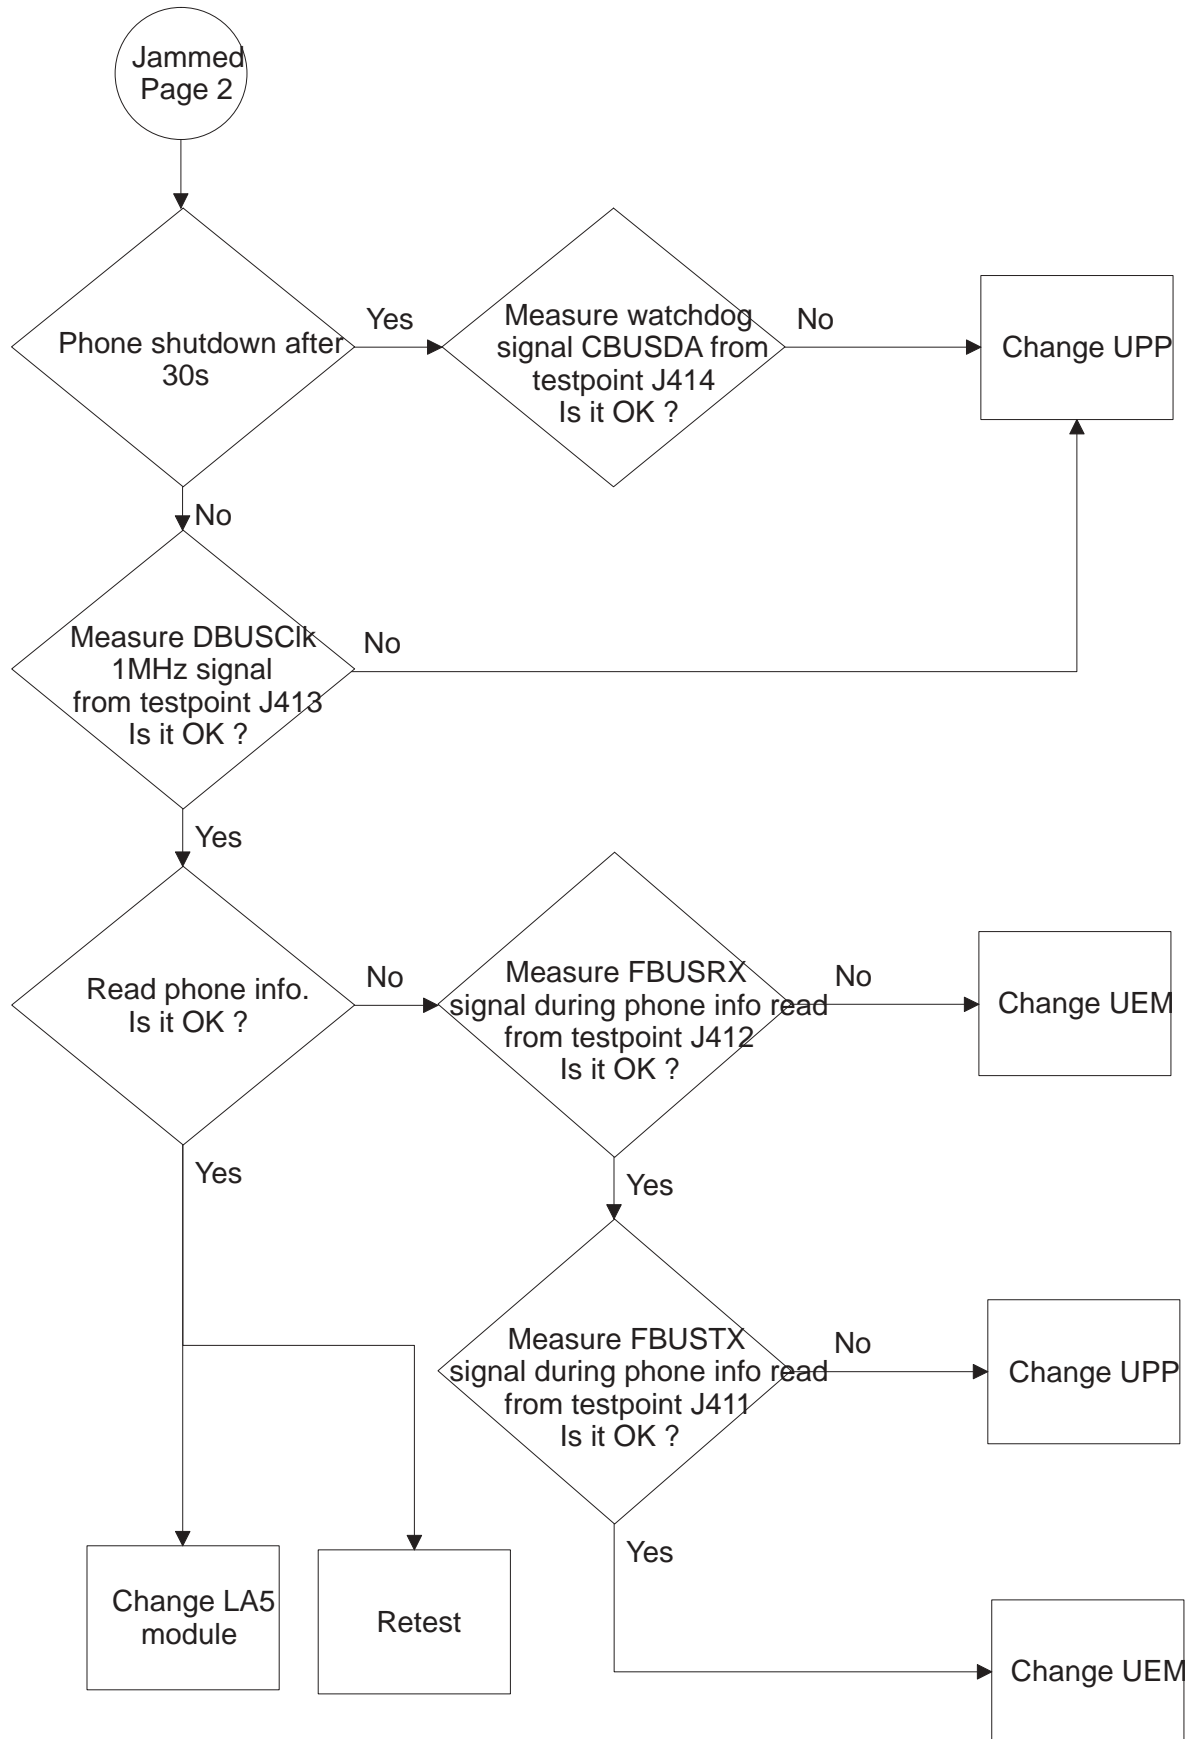 Jammed
Page 2
Phone shutdown after
30s
Yes
Measure watchdog
signal CBUSDA from
testpoint J414
Is it OK ?
No
Change UPP
No
Measure DBUSClk
1MHz signal
from testpoint J413
Is it OK ?
No
Yes
Read phone info.
Is it OK ?
No
Measure FBUSRX
signal during phone info read
from testpoint J412
Is it OK ?
No
Change UEM
Yes
Yes
Measure FBUSTX
signal during phone info read
from testpoint J411
Is it OK ?
No
Change UPP
Yes
Change LA5
module
Retest
Change UEM